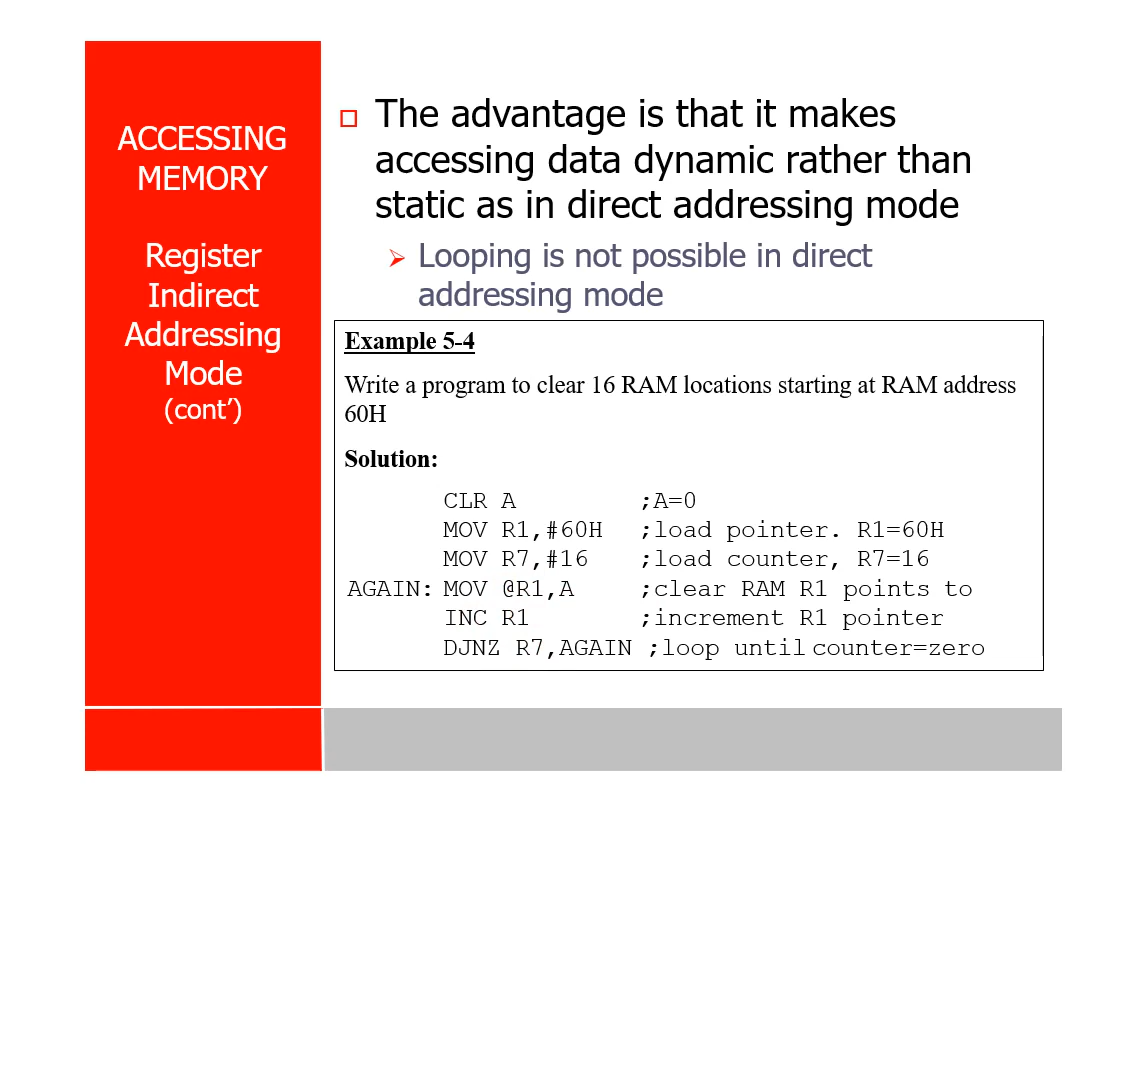 ACCESSING
MEMORY
Register
Indirect
Addressing
Mode
(cont’)
The advantage is that it makes
accessing data dynamic rather than
static as in direct addressing mode
Looping is not possible in direct
addressing mode
Example 5-4
Write a program to clear 16 RAM locations starting at RAM address
60H
Solution:
CLR A ;A=0
MOV R1,#60H ;load pointer. R1=60H
MOV R7,#16 ;load counter, R7=16
AGAIN: MOV @R1,A ;clear RAM R1 points to
INC R1 ;increment R1 pointer
DJNZ R7,AGAIN ;loop until counter=zero